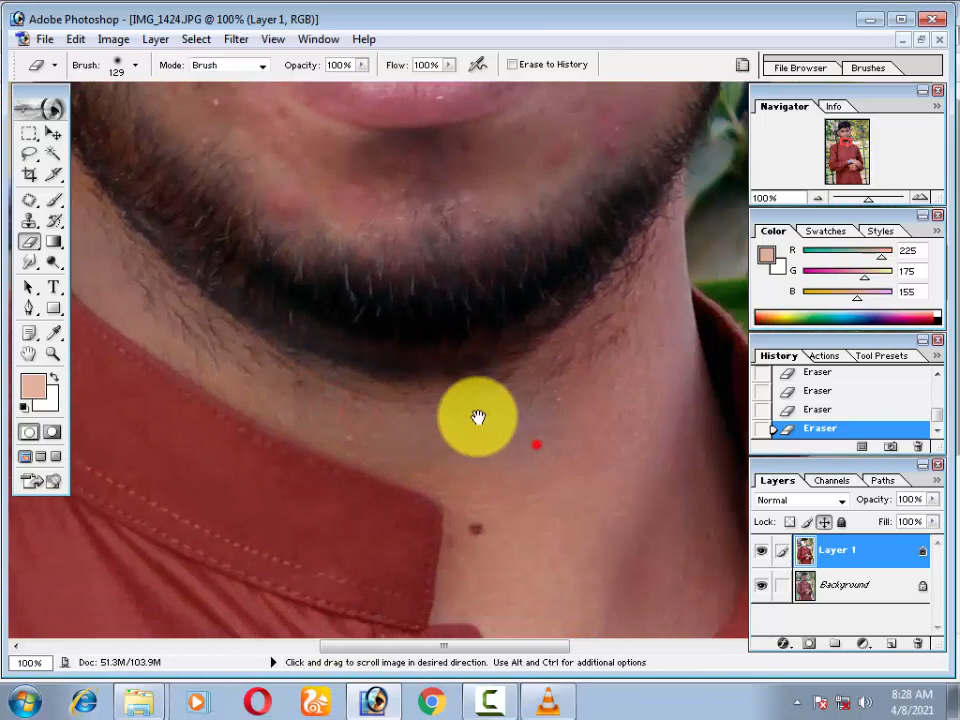 Adobe Photoshop - [IMG_1424.JPG @ 100% (Layer 1, RGB)]
File Edit Image Layer Select Filter View Window Help
Brush: 129 Mode: Brush Opacity: 100% Flow: 100% Erase to History File Browser Brushes
Navigator Info
100%
Color Swatches Styles
R 225
G 175
B 155
History Actions Tool Presets
Eraser
Eraser
Eraser
Eraser
Layers Channels Paths
Normal Opacity: 100%
Lock: Fill: 100%
Layer 1
Background
100% Doc: 51.3M/103.9M Click and drag to scroll image in desired direction. Use Alt and Ctrl for additional options
8:28 AM
4/8/2021